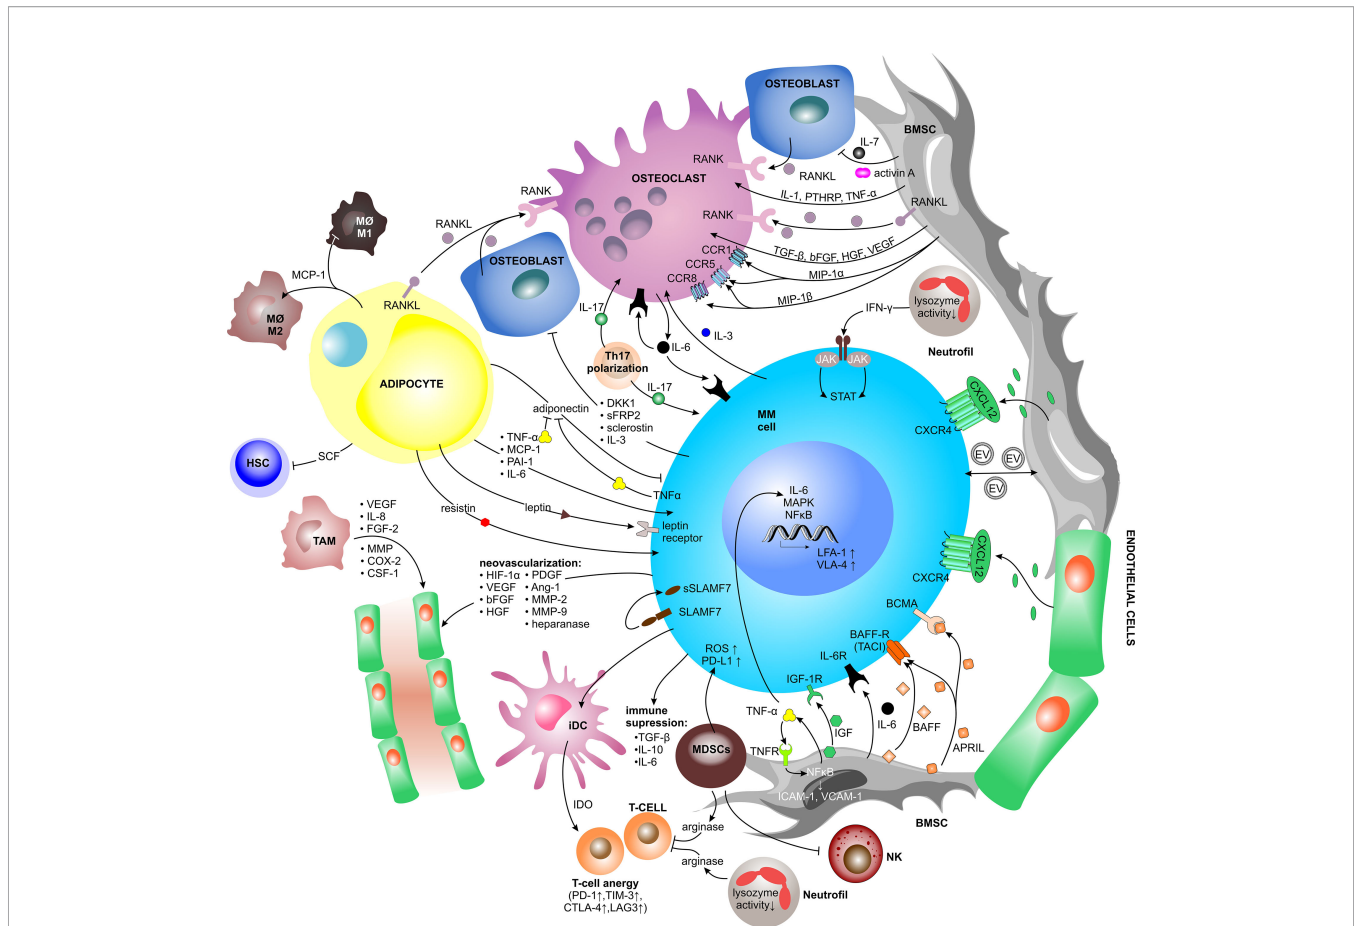 OSTEOBLAST
BMSC
IL-7
activin A
RANK
RANKL
OSTEOCLAST
IL-1, PTHRP, TNF-α
RANK
RANKL
RANK
RANKL
TGF-β, bFGF, HGF, VEGF
CCR1
CCR5
CCR8
MIP-1α
MIP-1β
MØ
M1
MCP-1
MØ
M2
RANKL
OSTEOBLAST
ADIPOCYTE
IL-17
Th17
polarization
IL-17
IL-6
IL-3
IFN-γ
lysozyme
activity↓
Neutrofil
JAK JAK
STAT
CXCL12
CXCR4
MM
cell
adiponectin
• DKK1
• sFRP2
• sclerostin
• IL-3
• TNF-α
• MCP-1
• PAI-1
• IL-6
HSC
SCF
TNFα
EV
EV
EV
IL-6
MAPK
NFκB
LFA-1 ↑
VLA-4 ↑
resistin
leptin
leptin
receptor
TAM
• VEGF
• IL-8
• FGF-2
• MMP
• COX-2
• CSF-1
neovascularization:
• HIF-1α
• VEGF
• bFGF
• HGF
• PDGF
• Ang-1
• MMP-2
• MMP-9
• heparanase
sSLAMF7
SLAMF7
CXCL12
CXCR4
ENDOTHELIAL CELLS
BCMA
BAFF-R
(TACI)
IL-6R
IGF-1R
ROS ↑
PD-L1 ↑
iDC
immune
supression:
•TGF-β
•IL-10
•IL-6
MDSCs
TNF-α
TNFR
IGF
IL-6
BAFF
APRIL
NFκB
↓
ICAM-1, VCAM-1
BMSC
IDO
T-CELL
arginase
arginase
NK
T-cell anergy
(PD-1↑,TIM-3↑,
CTLA-4↑,LAG3↑)
lysozyme
activity↓
Neutrofil